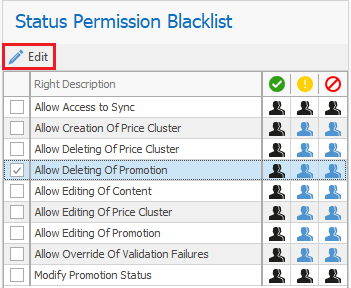 Status Permission Blacklist
Edit
Right Description
Allow Access to Sync
Allow Creation Of Price Cluster
Allow Deleting Of Price Cluster
Allow Deleting Of Promotion
Allow Editing Of Content
Allow Editing Of Price Cluster
Allow Editing Of Promotion
Allow Override Of Validation Failures
Modify Promotion Status